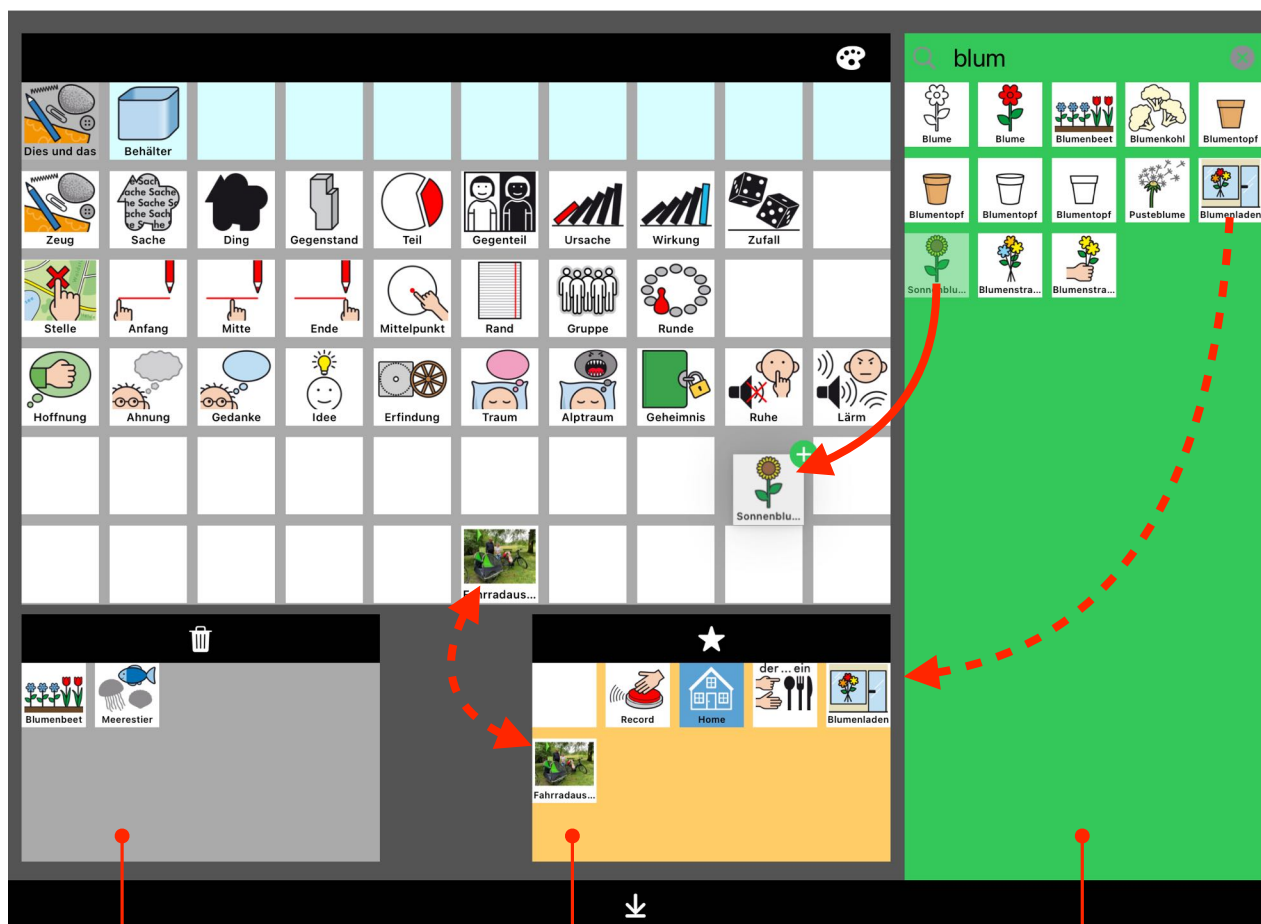 blum
Dies und das
Behälter
Zeug
Sache
Ding
Gegenstand
Teil
Gegenteil
Ursache
Wirkung
Zufall
Stelle
Anfang
Mitte
Ende
Mittelpunkt
Rand
Gruppe
Runde
Hoffnung
Ahnung
Gedanke
Idee
Erfindung
Traum
Alptraum
Geheimnis
Ruhe
Lärm
Sonnenblu...
Fahrradaus...
Blume
Blume
Blumenbeet
Blumenkohl
Blumentopf
Blumentopf
Blumentopf
Blumentopf
Pusteblume
Blumenladen
Sonnenblu...
Blumenstra...
Blumenstra...
Blumenbeet
Meerestier
Record
Home
der ... ein
Blumenladen
Fahrradaus...